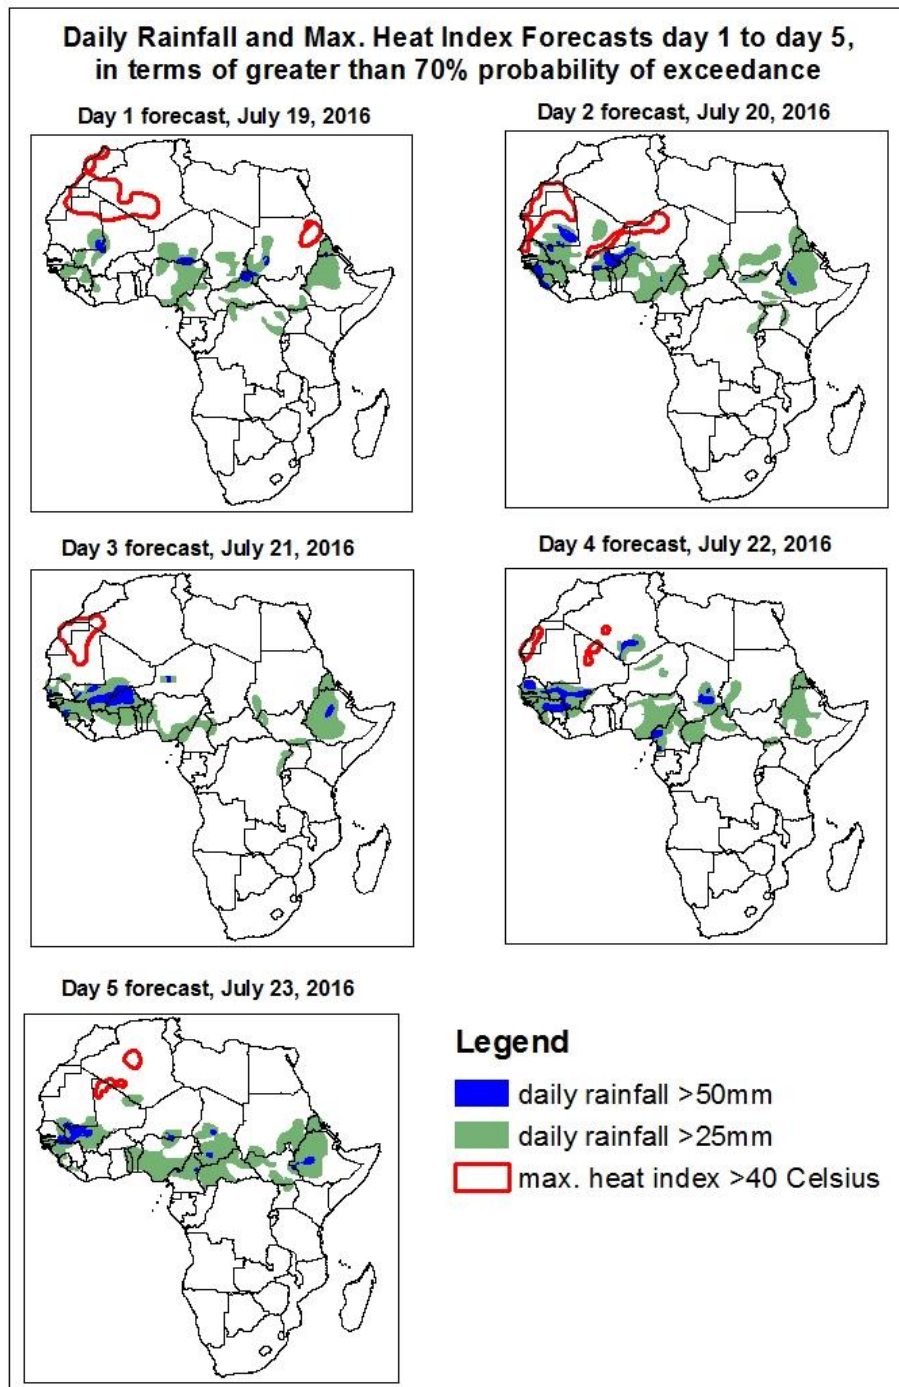 Daily Rainfall and Max. Heat Index Forecasts day 1 to day 5,
in terms of greater than 70% probability of exceedance
Day 1 forecast, July 19, 2016
Day 2 forecast, July 20, 2016
Day 3 forecast, July 21, 2016
Day 4 forecast, July 22, 2016
Day 5 forecast, July 23, 2016
Legend
daily rainfall >50mm
daily rainfall >25mm
max. heat index >40 Celsius